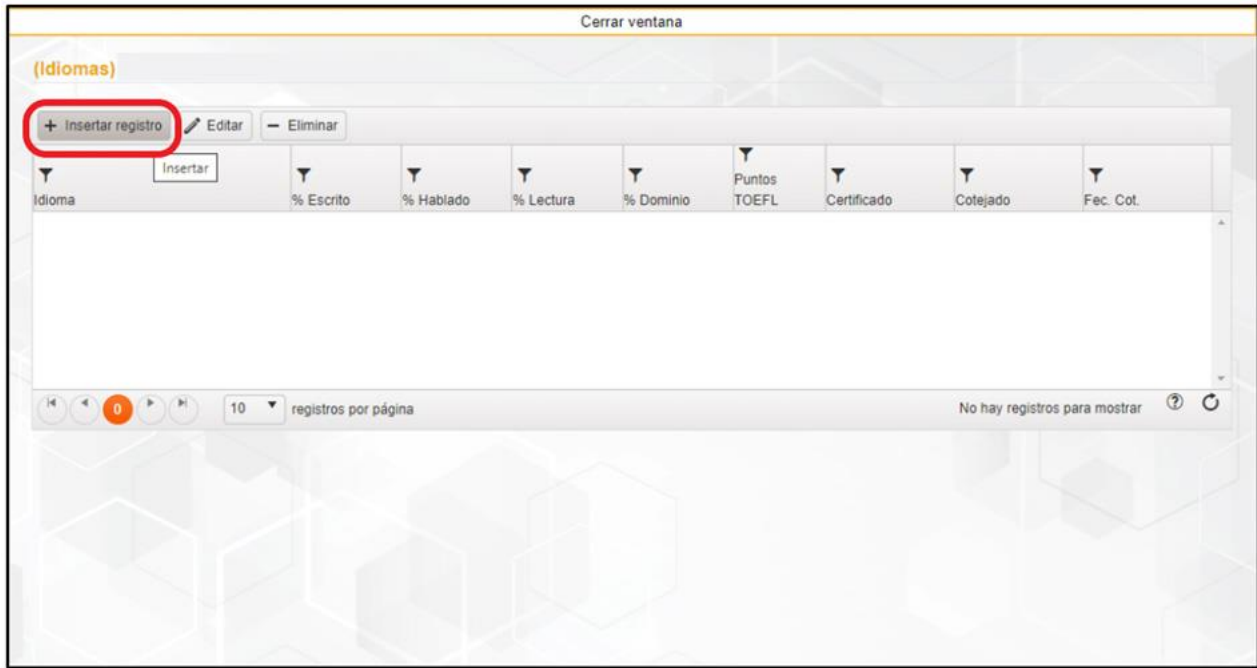 Cerrar ventana
(Idiomas)
+ Insertar registro Editar − Eliminar
Insertar
Idioma % Escrito % Hablado % Lectura % Dominio Puntos TOEFL Certificado Cotejado Fec. Cot.
0 10 registros por página No hay registros para mostrar